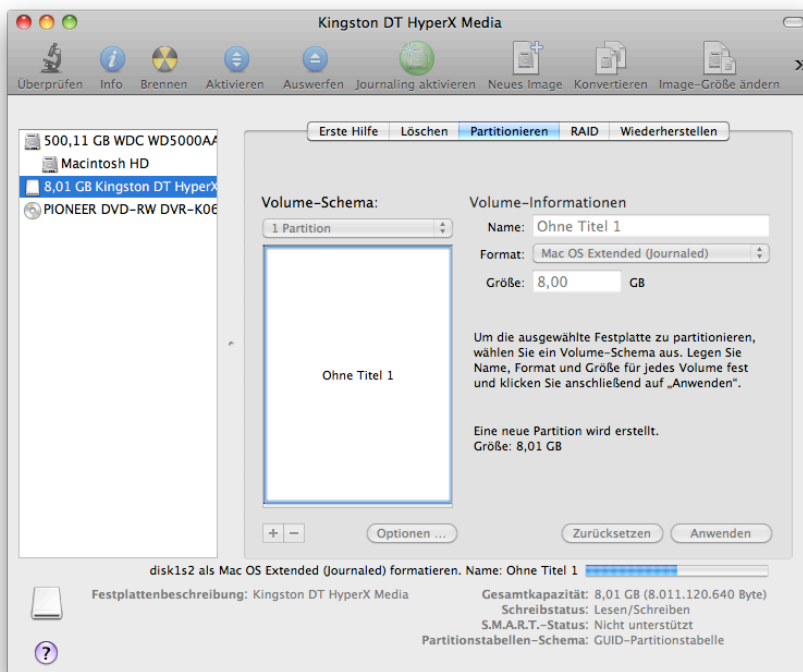 Kingston DT HyperX Media
Überprüfen Info Brennen Aktivieren Auswerfen Journaling aktivieren Neues Image Konvertieren Image-Größe ändern
Erste Hilfe Löschen Partitionieren RAID Wiederherstellen
500,11 GB WDC WD5000AA
Macintosh HD
8,01 GB Kingston DT HyperX
PIONEER DVD-RW DVR-K06
Volume-Schema:
1 Partition
Ohne Titel 1
Volume-Informationen
Name: Ohne Titel 1
Format: Mac OS Extended (Journaled)
Größe: 8,00 GB
Um die ausgewählte Festplatte zu partitionieren,
wählen Sie ein Volume-Schema aus. Legen Sie
Name, Format und Größe für jedes Volume fest
und klicken Sie anschließend auf „Anwenden“.
Eine neue Partition wird erstellt.
Größe: 8,01 GB
+ − Optionen ... Zurücksetzen Anwenden
disk1s2 als Mac OS Extended (Journaled) formatieren. Name: Ohne Titel 1
Festplattenbeschreibung: Kingston DT HyperX Media
Gesamtkapazität: 8,01 GB (8.011.120.640 Byte)
Schreibstatus: Lesen/Schreiben
S.M.A.R.T.-Status: Nicht unterstützt
Partitionstabellen-Schema: GUID-Partitionstabelle
?